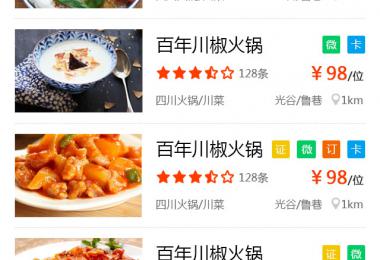 百年川椒火锅 微 卡
128条 ¥98/位
四川火锅/川菜 光谷/鲁巷 1km
百年川椒火锅 证 微 订 卡
128条 ¥98/位
四川火锅/川菜 光谷/鲁巷 1km
百年川椒火锅 证 微